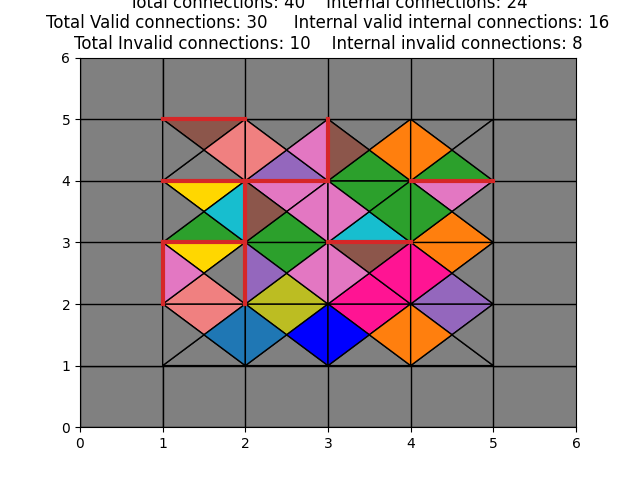 Total connections: 40    Internal connections: 24
Total Valid connections: 30     Internal valid internal connections: 16
Total Invalid connections: 10    Internal invalid connections: 8
6
5
4
3
2
1
0
0 1 2 3 4 5 6